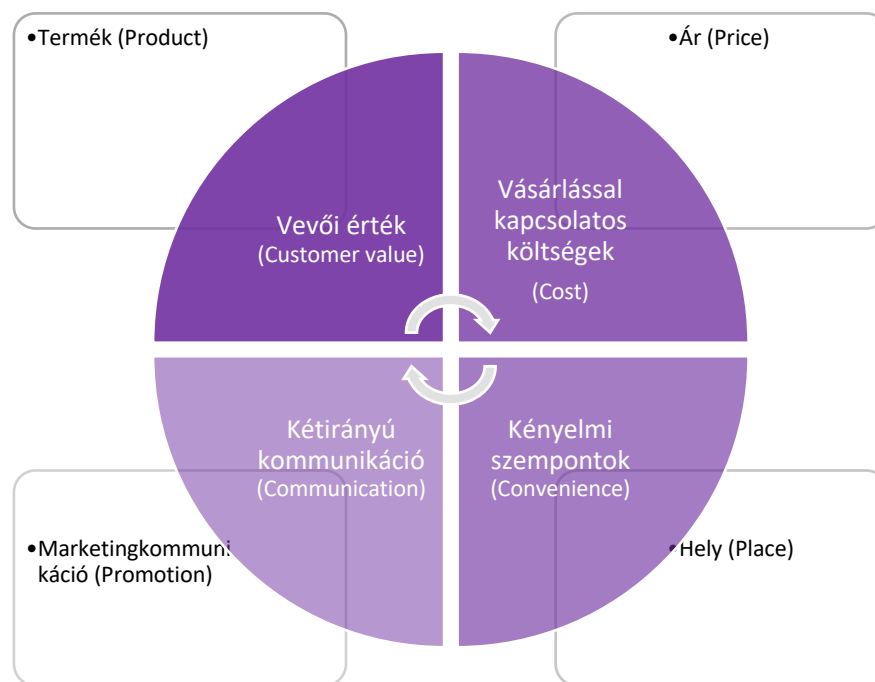 •Termék (Product)
•Ár (Price)
Vevői érték
(Customer value)
Vásárlással
kapcsolatos
költségek
(Cost)
Kétirányú
kommunikáció
(Communication)
Kényelmi
szempontok
(Convenience)
•Marketingkommuni
káció (Promotion)
•Hely (Place)